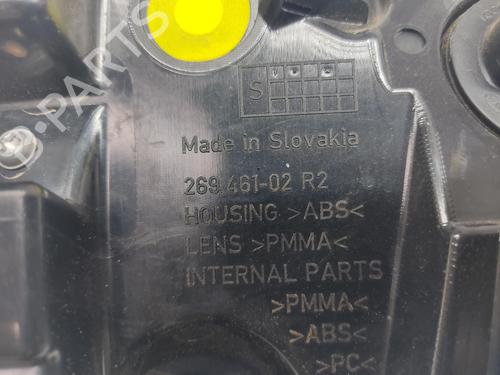 S
Made in Slovakia
269.461-02 R2
HOUSING >ABS<
LENS >PMMA<
INTERNAL PARTS
>PMMA<
>ABS<
>PC<
B-PARTS